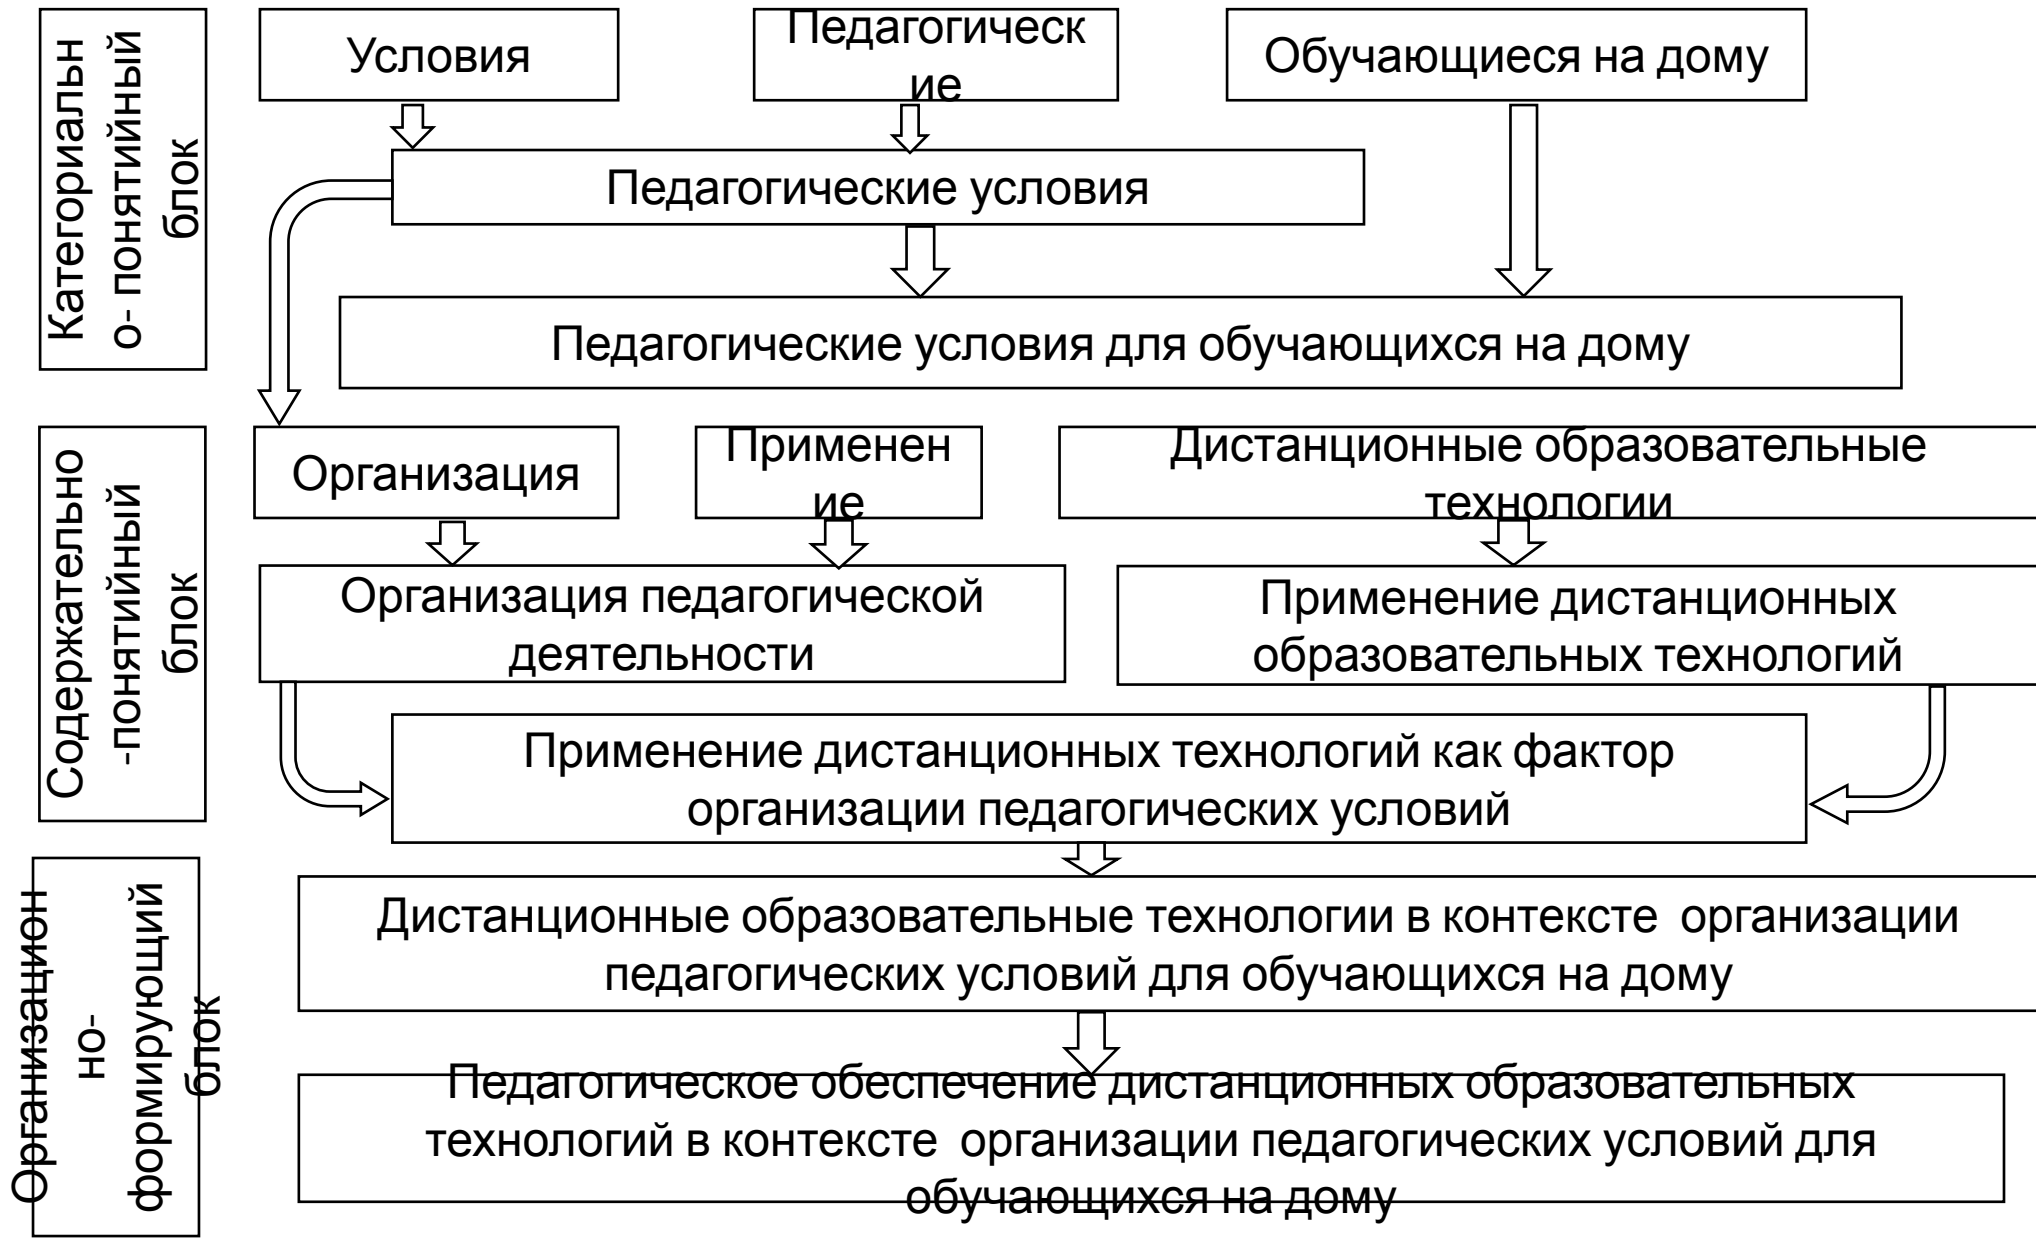 Категориальн
о- понятийный
блок
Условия
Педагогическ
ие
Обучающиеся на дому
Педагогические условия
Педагогические условия для обучающихся на дому
Содержательно
-понятийный
блок
Организация
Применен
ие
Дистанционные образовательные
технологии
Организация педагогической
деятельности
Применение дистанционных
образовательных технологий
Применение дистанционных технологий как фактор
организации педагогических условий
Организацион
но-
формирующий
блок
Дистанционные образовательные технологии в контексте  организации
педагогических условий для обучающихся на дому
Педагогическое обеспечение дистанционных образовательных
технологий в контексте  организации педагогических условий для
обучающихся на дому